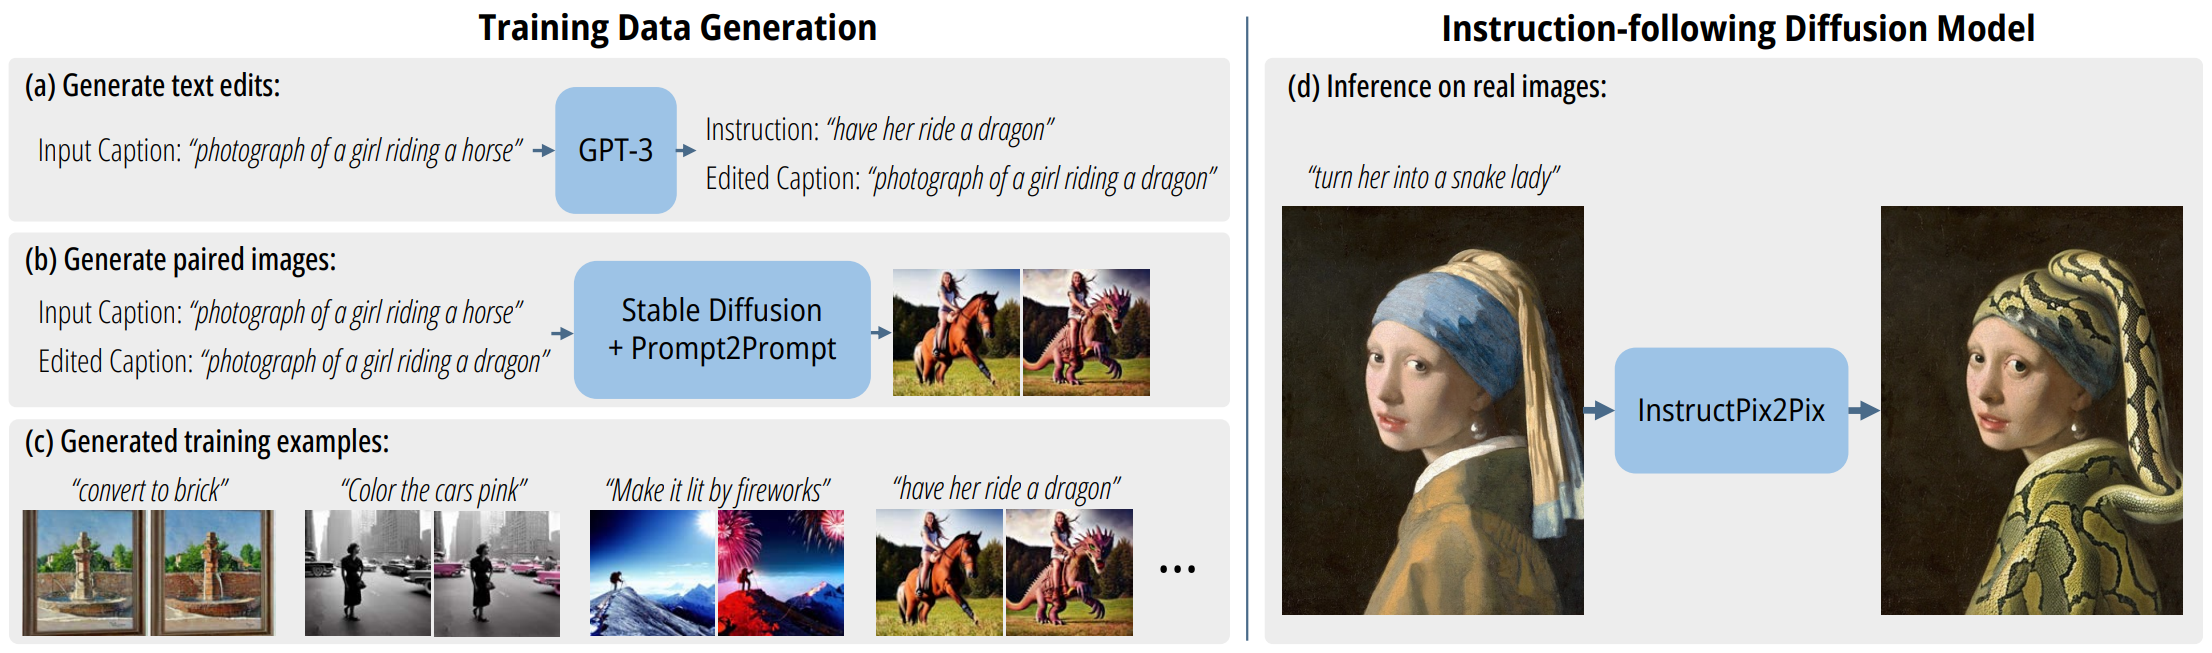 Training Data Generation
(a) Generate text edits:
Input Caption: “photograph of a girl riding a horse”
GPT-3
Instruction: “have her ride a dragon”
Edited Caption: “photograph of a girl riding a dragon”
(b) Generate paired images:
Input Caption: “photograph of a girl riding a horse”
Edited Caption: “photograph of a girl riding a dragon”
Stable Diffusion
+ Prompt2Prompt
(c) Generated training examples:
“convert to brick”
“Color the cars pink”
“Make it lit by fireworks”
“have her ride a dragon”
...
Instruction-following Diffusion Model
(d) Inference on real images:
“turn her into a snake lady”
InstructPix2Pix